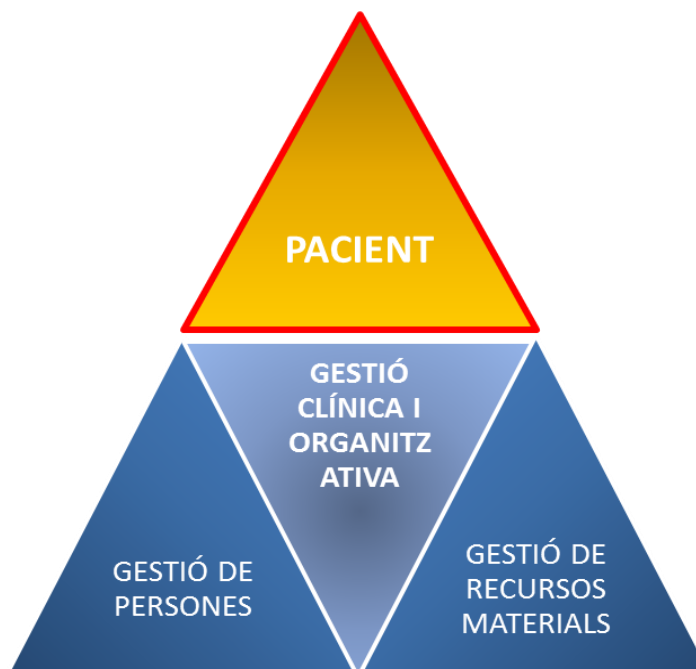 PACIENT
GESTIÓ
CLÍNICA I
ORGANITZ
ATIVA
GESTIÓ DE
PERSONES
GESTIÓ DE
RECURSOS
MATERIALS